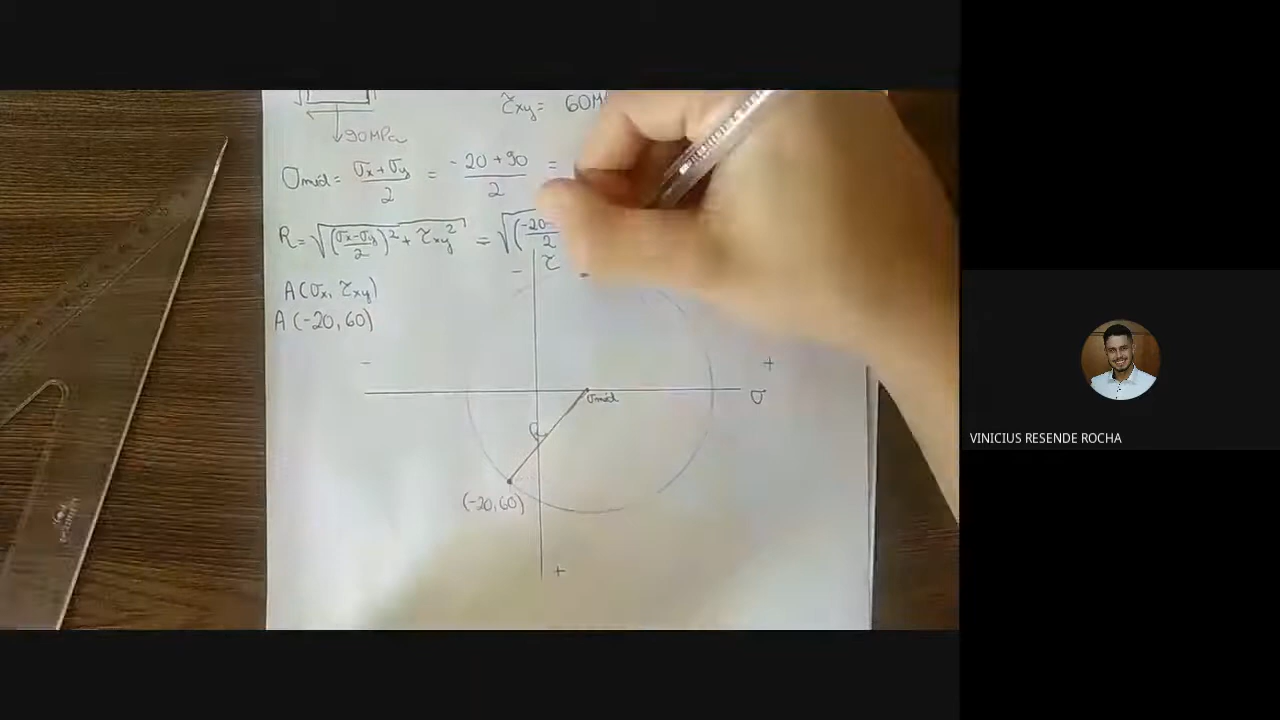 τxy = 60M
90MPa
σméd = (σx+σy)/2 = (-20+90)/2 =
R = √((σx-σy)/2)² + τxy² = √((-20-/2
- τ
A(σx, τxy)
A(-20,60)
- +
σméd
σ
R
(-20,60)
+
VINICIUS RESENDE ROCHA